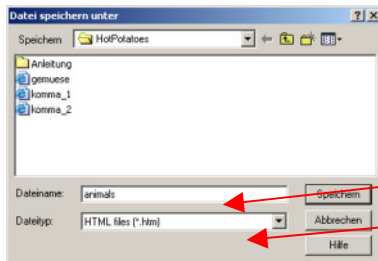 Datei speichern unter
Speichern HotPotatoes
Anleitung
gemuese
komma_1
komma_2
Dateiname: animals Speichern
Dateityp: HTML files (*.htm) Abbrechen
Hilfe